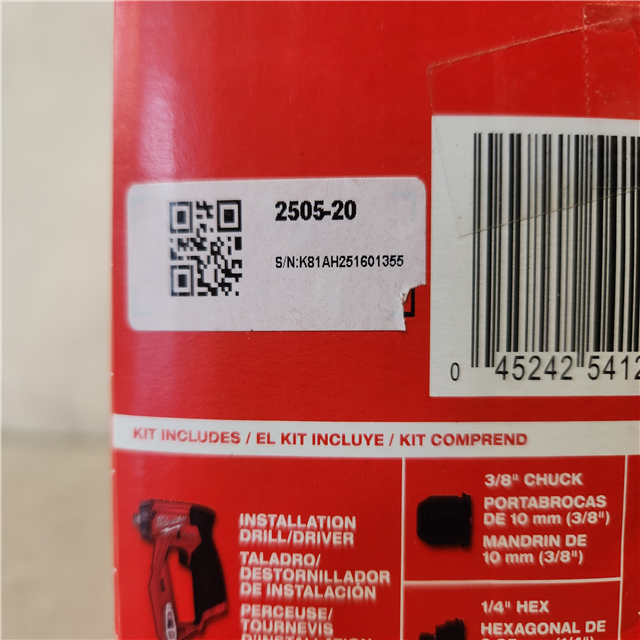 2505-20
S/N:K81AH251601355
0 45242 5412
KIT INCLUDES / EL KIT INCLUYE / KIT COMPREND
INSTALLATION
DRILL/DRIVER
TALADRO/
DESTORNILLADOR
DE INSTALACIÓN
PERCEUSE/
TOURNEVIS
3/8" CHUCK
PORTABROCAS
DE 10 mm (3/8")
MANDRIN DE
10 mm (3/8")
1/4" HEX
HEXAGONAL DE